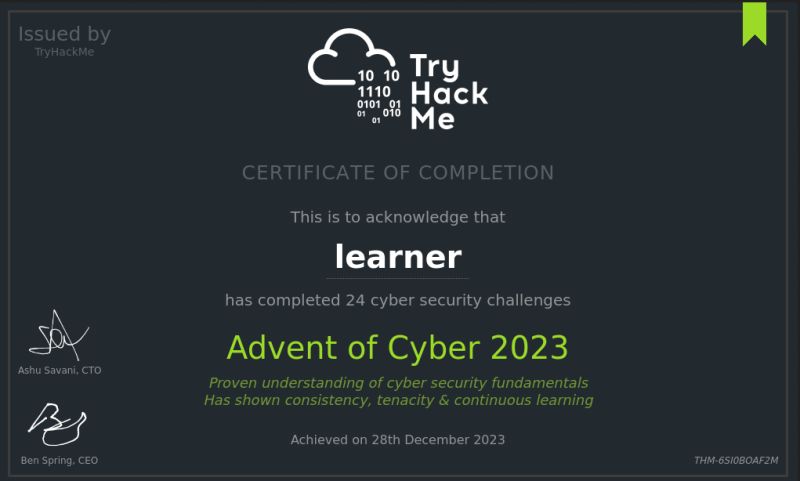 Issued by
TryHackMe
10 10
1110
0101 01
01 010
01
Try
Hack
Me
CERTIFICATE OF COMPLETION
This is to acknowledge that
learner
has completed 24 cyber security challenges
Advent of Cyber 2023
Proven understanding of cyber security fundamentals
Has shown consistency, tenacity & continuous learning
Achieved on 28th December 2023
Ashu Savani, CTO
Ben Spring, CEO
THM-6SI0BOAF2M